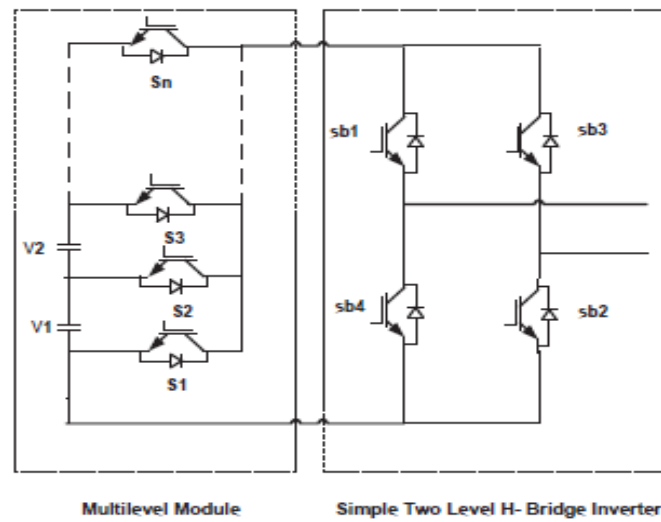 Sn
sb1
sb3
S3
V2
S2
sb4
sb2
V1
S1
Multilevel Module
Simple Two Level H- Bridge Inverter